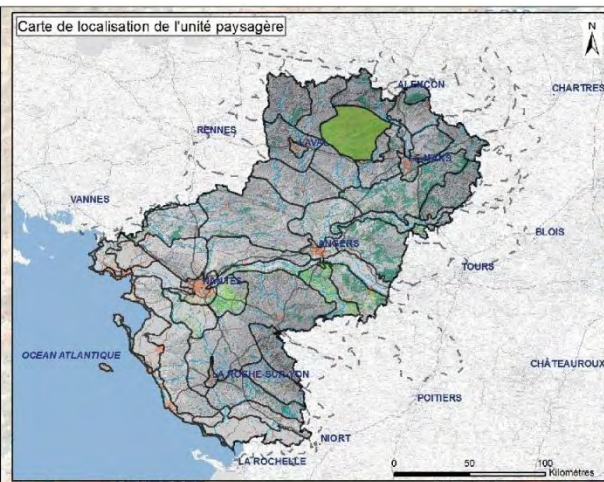 Carte de localisation de l'unité paysagère
N
ALENÇON
CHARTRES
RENNES
VANNES
BLOIS
ANGERS
TOURS
NANTES
OCEAN ATLANTIQUE
CHÂTEAUROUX
LA ROCHE-SUR-YON
POITIERS
NIORT
LA ROCHELLE
0 50 100
Kilomètres